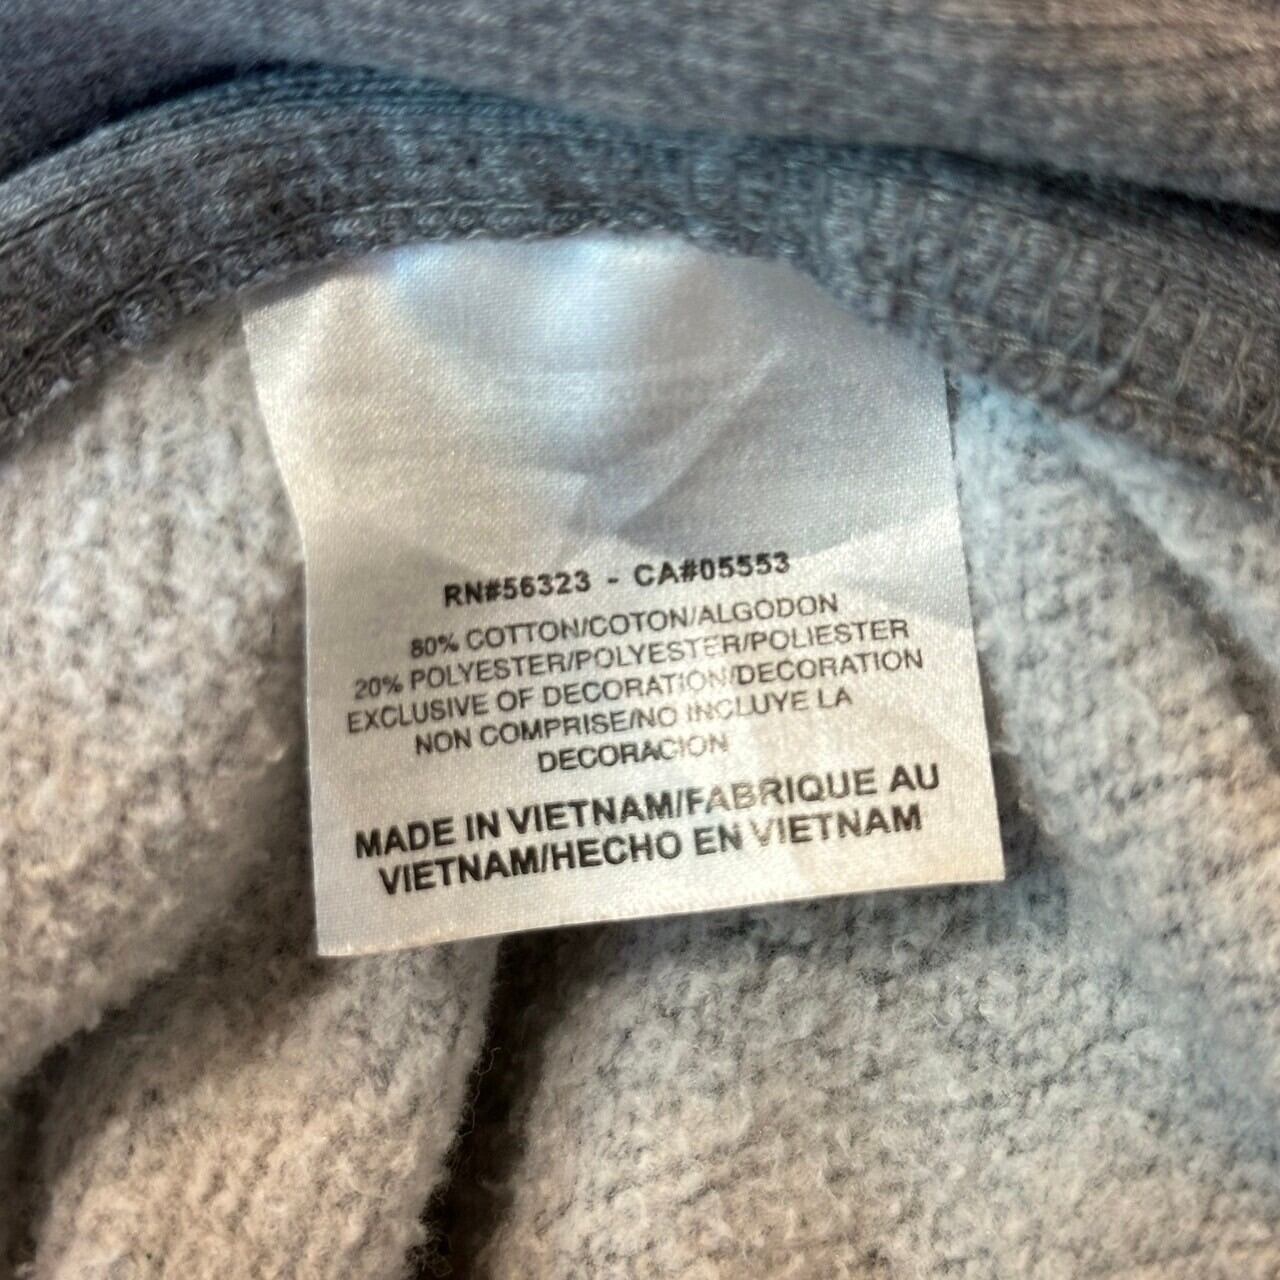 RN#56323 - CA#05553
80% COTTON/COTON/ALGODON
20% POLYESTER/POLYESTER/POLIESTER
EXCLUSIVE OF DECORATION/DECORATION
NON COMPRISE/NO INCLUYE LA
DECORACION
MADE IN VIETNAM/FABRIQUE AU
VIETNAM/HECHO EN VIETNAM